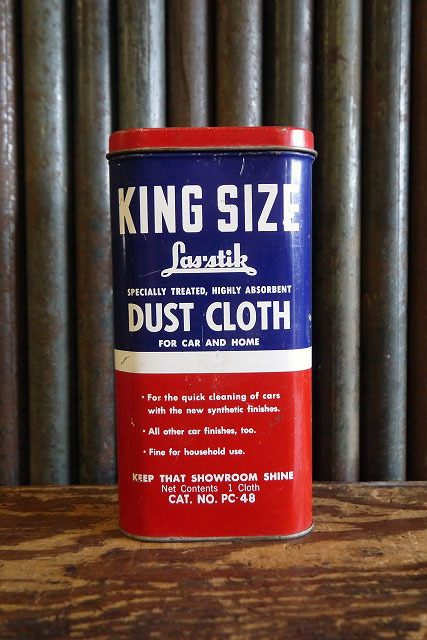 KING SIZE
Las-stik
SPECIALLY TREATED, HIGHLY ABSORBENT
DUST CLOTH
FOR CAR AND HOME
• For the quick cleaning of cars
with the new synthetic finishes.
• All other car finishes, too.
• Fine for household use.
KEEP THAT SHOWROOM SHINE
Net Contents 1 Cloth
CAT. NO. PC-48